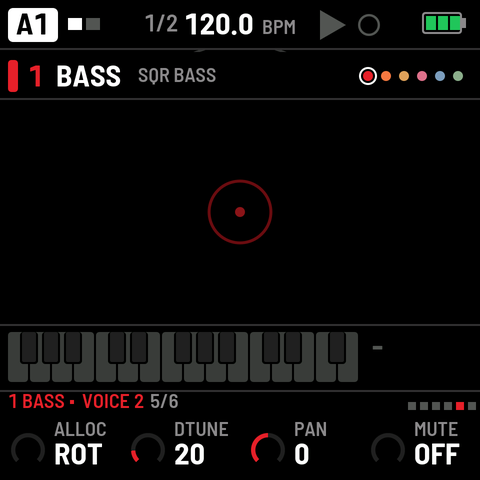 A1 1/2 120.0 BPM
1 BASS SQR BASS
-
1 BASS • VOICE 2 5/6
ALLOC DTUNE PAN MUTE
ROT 20 0 OFF